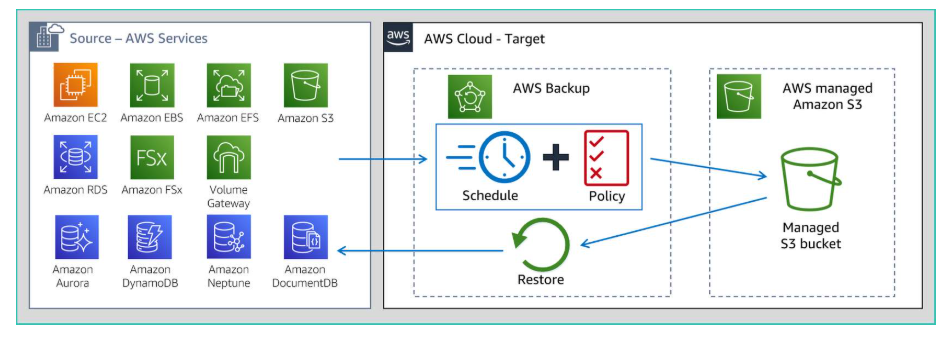 Source – AWS Services
Amazon EC2
Amazon EBS
Amazon EFS
Amazon S3
Amazon RDS
FSx
Amazon FSx
Volume
Gateway
Amazon
Aurora
Amazon
DynamoDB
Amazon
Neptune
Amazon
DocumentDB
aws
AWS Cloud - Target
AWS Backup
Schedule
Policy
Restore
AWS managed
Amazon S3
Managed
S3 bucket